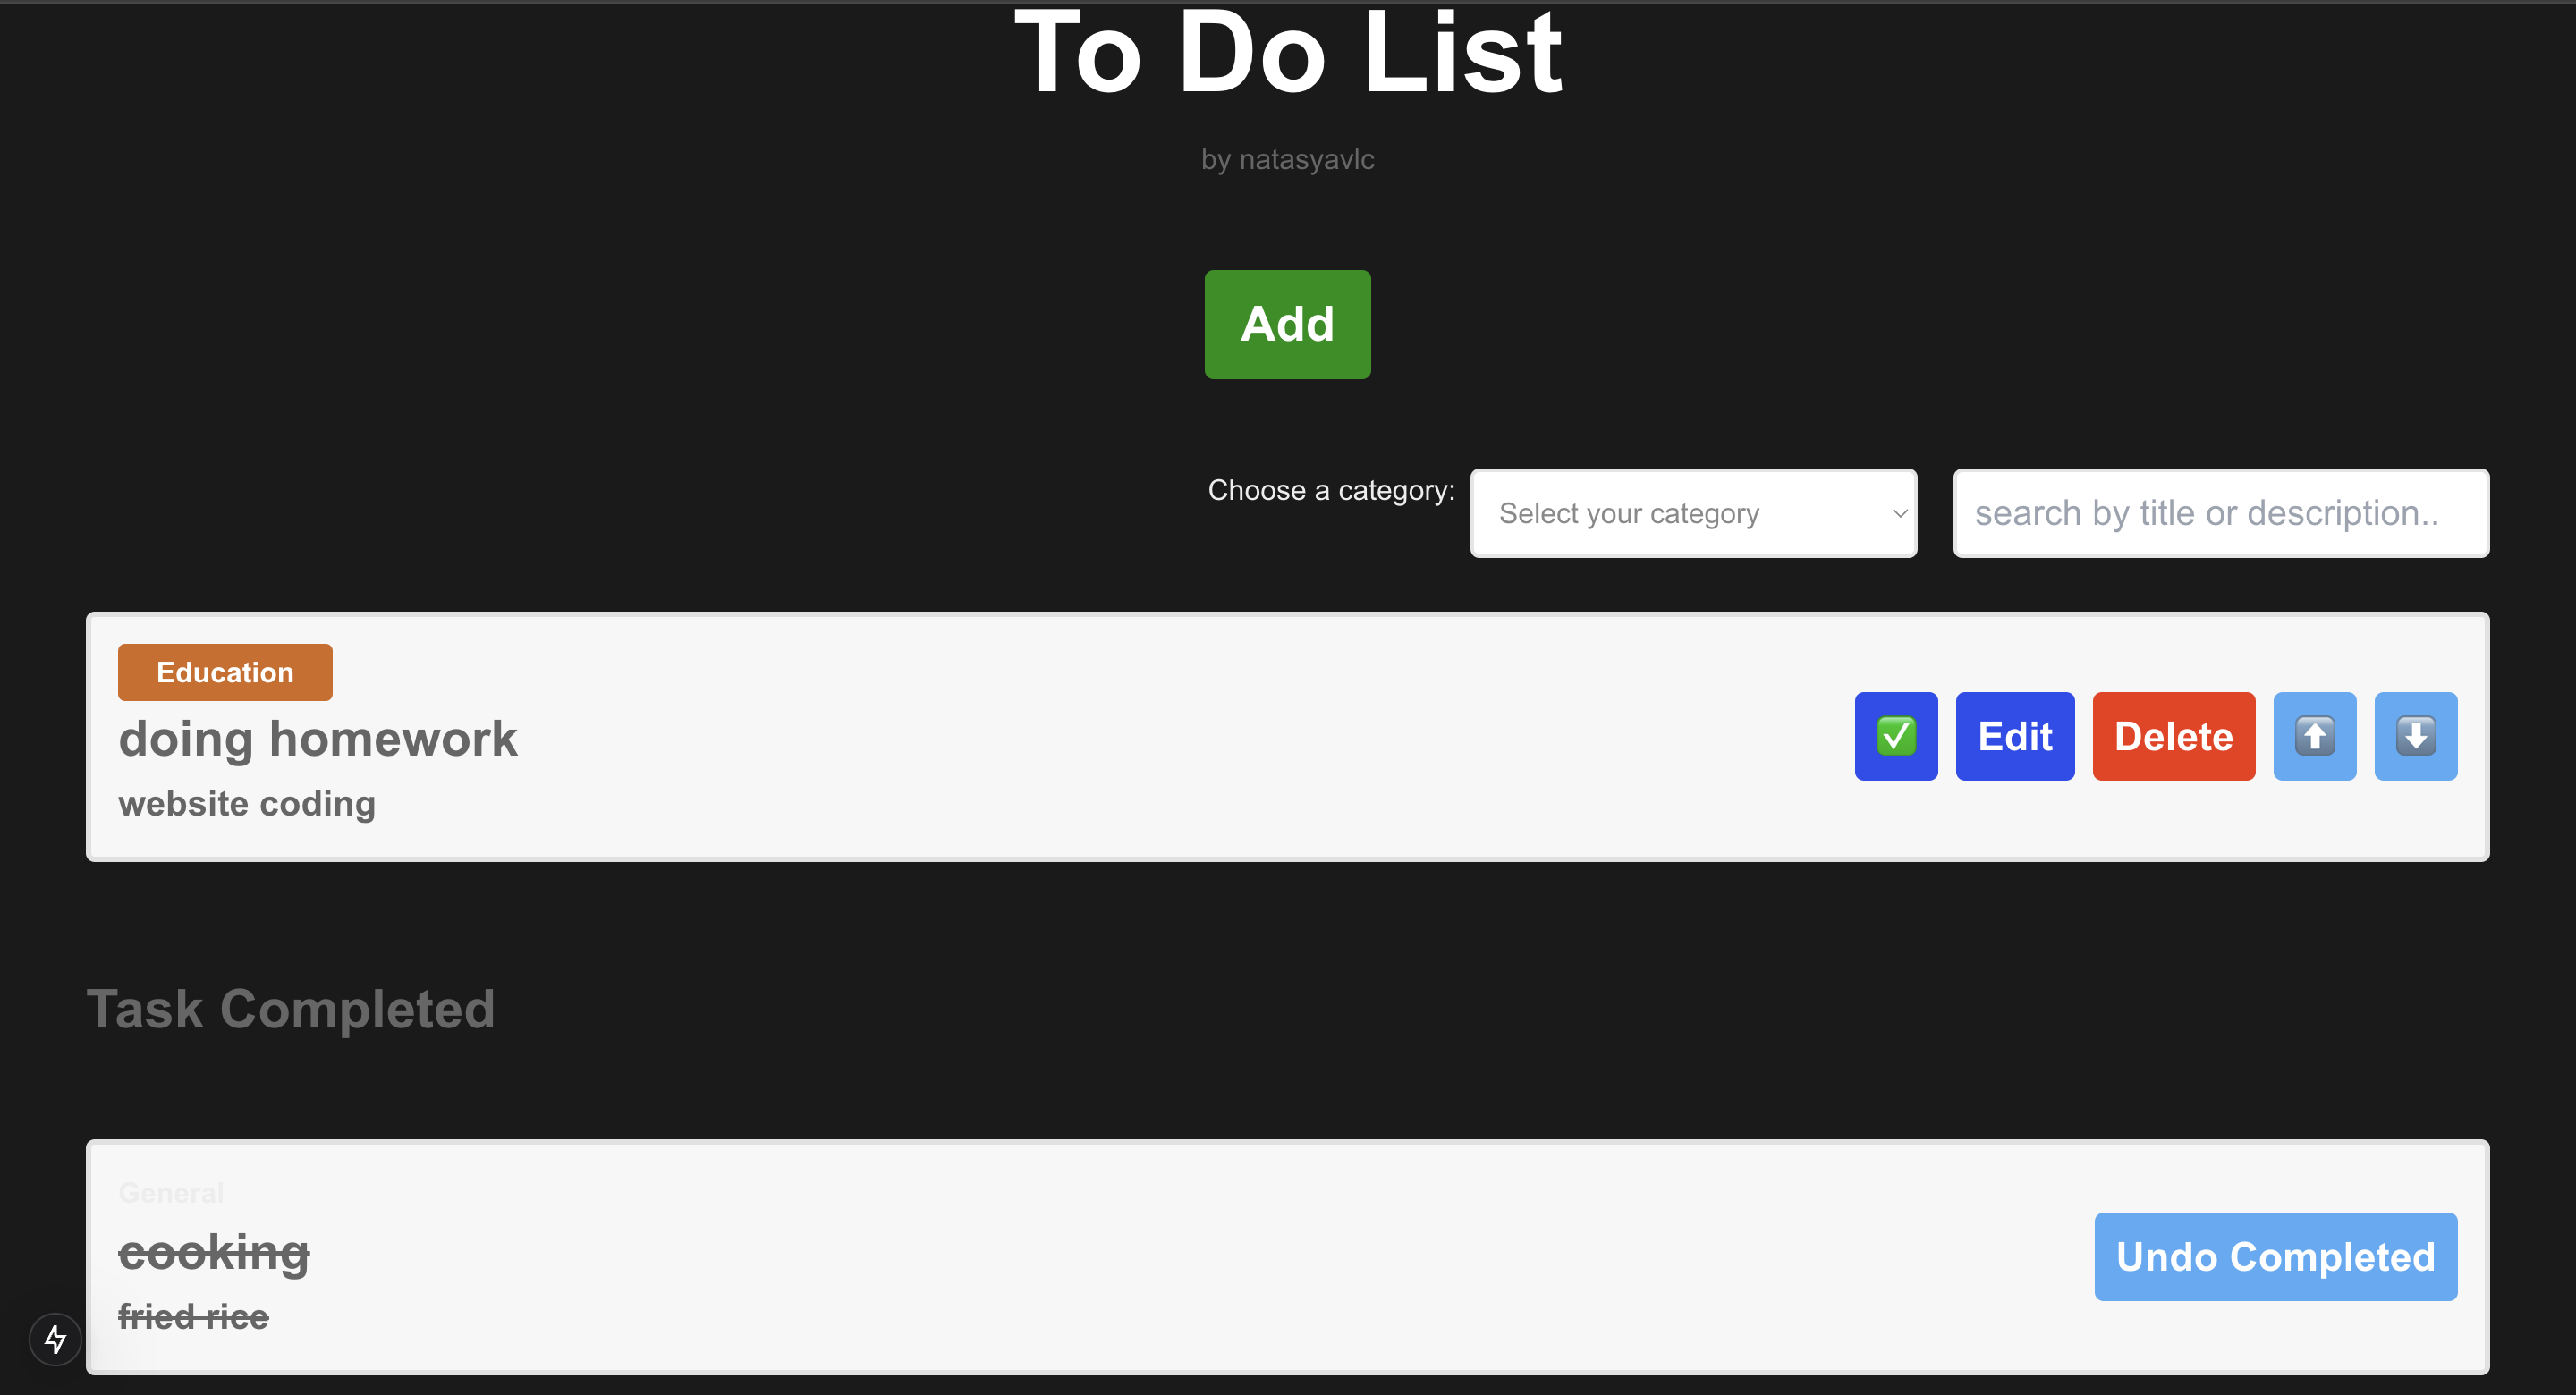 To Do List
by natasyavlc
Add
Choose a category:
Select your category
search by title or description..
Education
doing homework
website coding
Edit
Delete
Task Completed
General
cooking
fried rice
Undo Completed